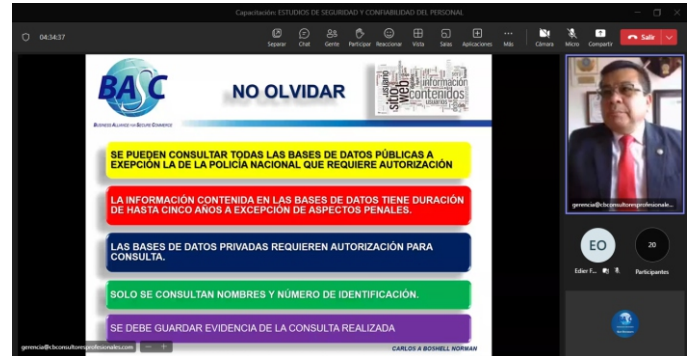 Capacitación: ESTUDIOS DE SEGURIDAD Y CONFIABILIDAD DEL PERSONAL
04:34:37
Separar
Chat
Gente
Participar
Reaccionar
Vista
Salas
Aplicaciones
Más
Cámara
Micro
Compartir
Salir
BASC
BUSINESS ALLIANCE FOR SECURE COMMERCE
NO OLVIDAR
usuario
sitio
web
información
contenidos
usuarios
SE PUEDEN CONSULTAR TODAS LAS BASES DE DATOS PÚBLICAS A
EXEPCIÓN LA DE LA POLICÍA NACIONAL QUE REQUIERE AUTORIZACIÓN
LA INFORMACIÓN CONTENIDA EN LAS BASES DE DATOS TIENE DURACIÓN
DE HASTA CINCO AÑOS A EXCEPCIÓN DE ASPECTOS PENALES.
LAS BASES DE DATOS PRIVADAS REQUIEREN AUTORIZACIÓN PARA
CONSULTA.
SOLO SE CONSULTAN NOMBRES Y NÚMERO DE IDENTIFICACIÓN.
SE DEBE GUARDAR EVIDENCIA DE LA CONSULTA REALIZADA
CARLOS A BOSHELL NORMAN
gerencia@cbconsultoresprofesionales.com
gerencia@cbconsultoresprofesionale...
EO
Edier F...
20
Participantes